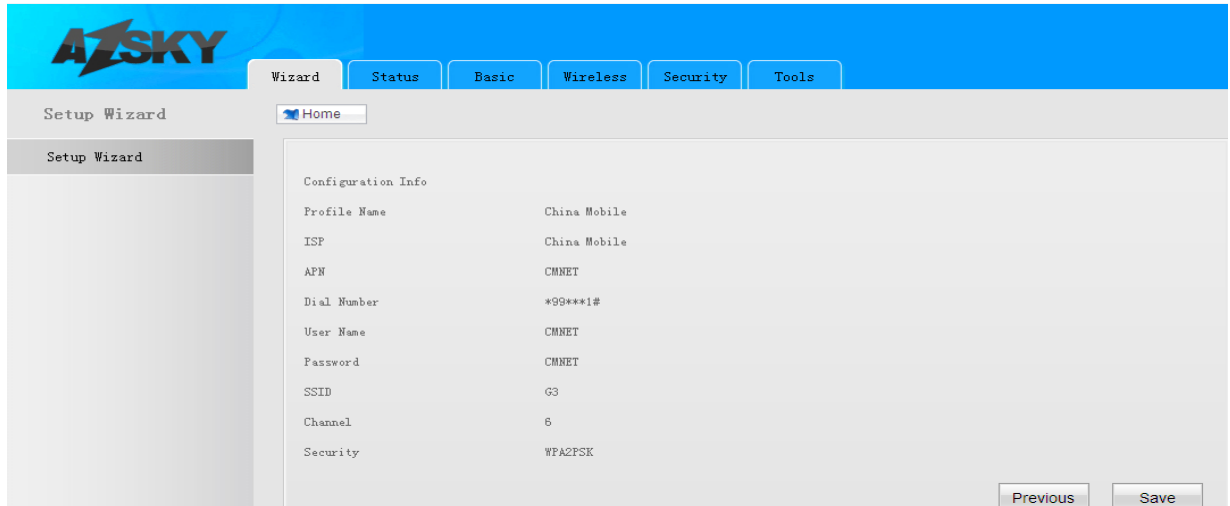 AZSKY
Wizard Status Basic Wireless Security Tools
Setup Wizard Home
Setup Wizard
Configuration Info
Profile Name China Mobile
ISP China Mobile
APN CMNET
Dial Number *99***1#
User Name CMNET
Password CMNET
SSID G3
Channel 6
Security WPA2PSK
Previous Save